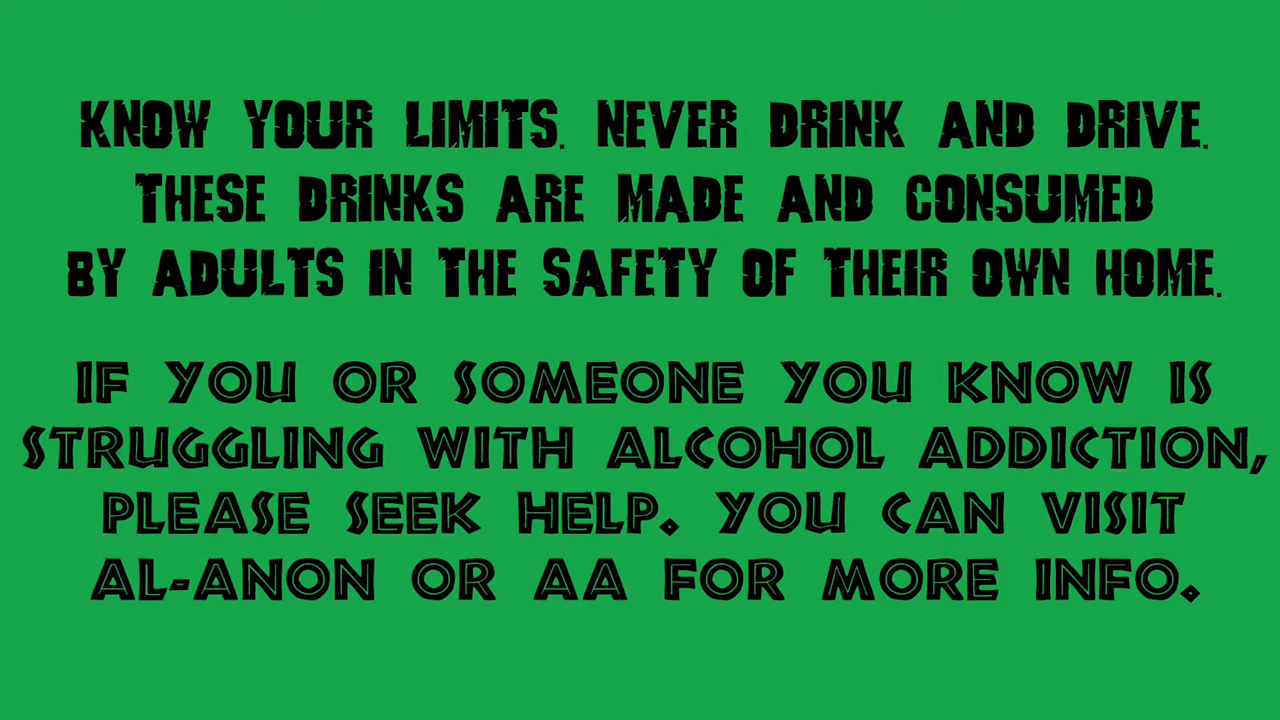 KNOW YOUR LIMITS. NEVER DRINK AND DRIVE.
THESE DRINKS ARE MADE AND CONSUMED
BY ADULTS IN THE SAFETY OF THEIR OWN HOME.
IF YOU OR SOMEONE YOU KNOW IS
STRUGGLING WITH ALCOHOL ADDICTION,
PLEASE SEEK HELP. YOU CAN VISIT
AL-ANON OR AA FOR MORE INFO.